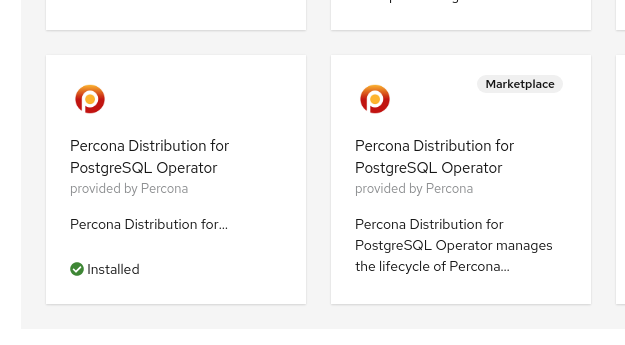 Percona Distribution for
PostgreSQL Operator
provided by Percona
Percona Distribution for...
Installed
Marketplace
Percona Distribution for
PostgreSQL Operator
provided by Percona
Percona Distribution for
PostgreSQL Operator manages
the lifecycle of Percona...